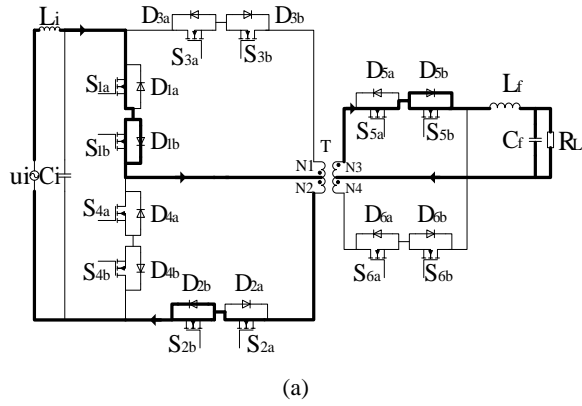 Li
D3a
D3b
S3a
S3b
S1a
D1a
S1b
D1b
ui
Ci
S4a
D4a
S4b
D4b
D2b
D2a
S2b
S2a
T
N1
N2
N3
N4
D5a
D5b
S5a
S5b
Lf
Cf
RL
D6a
D6b
S6a
S6b
(a)